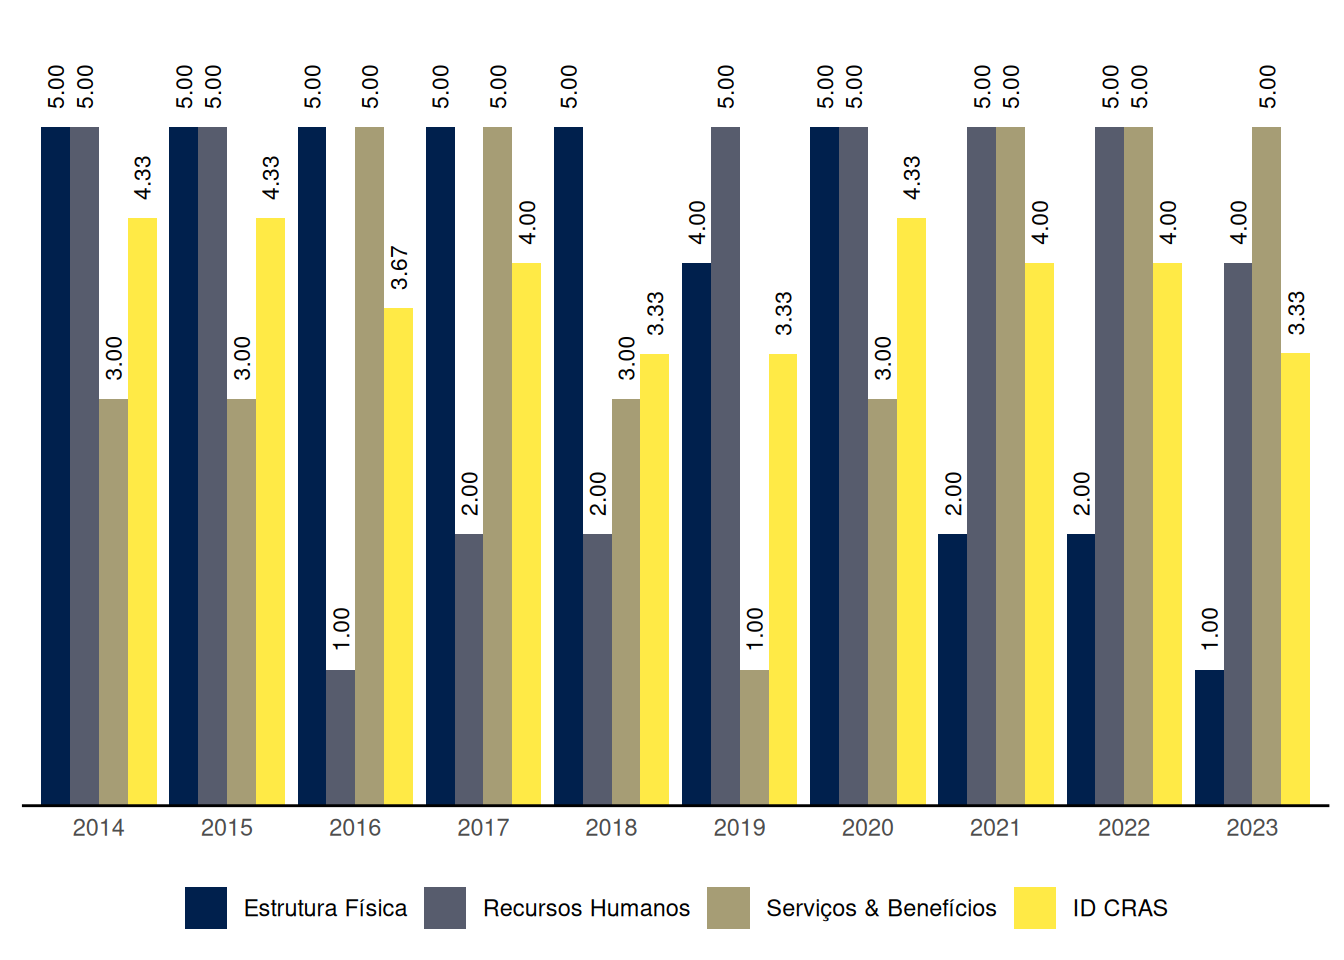 5.00 5.00 3.00 4.33
5.00 5.00 3.00 4.33
5.00 1.00 5.00 3.67
5.00 2.00 5.00 4.00
5.00 2.00 3.00 3.33
4.00 5.00 1.00 3.33
5.00 5.00 3.00 4.33
2.00 5.00 5.00 4.00
2.00 5.00 5.00 4.00
1.00 4.00 5.00 3.33
2014 2015 2016 2017 2018 2019 2020 2021 2022 2023
Estrutura Física Recursos Humanos Serviços & Benefícios ID CRAS